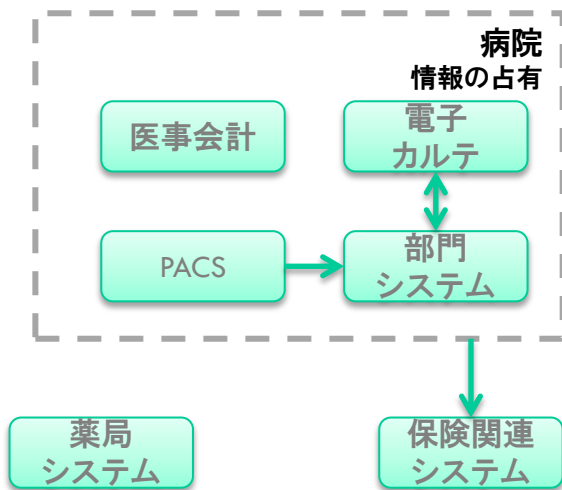 病院
情報の占有
医事会計
電子
カルテ
PACS
部門
システム
薬局
システム
保険関連
システム